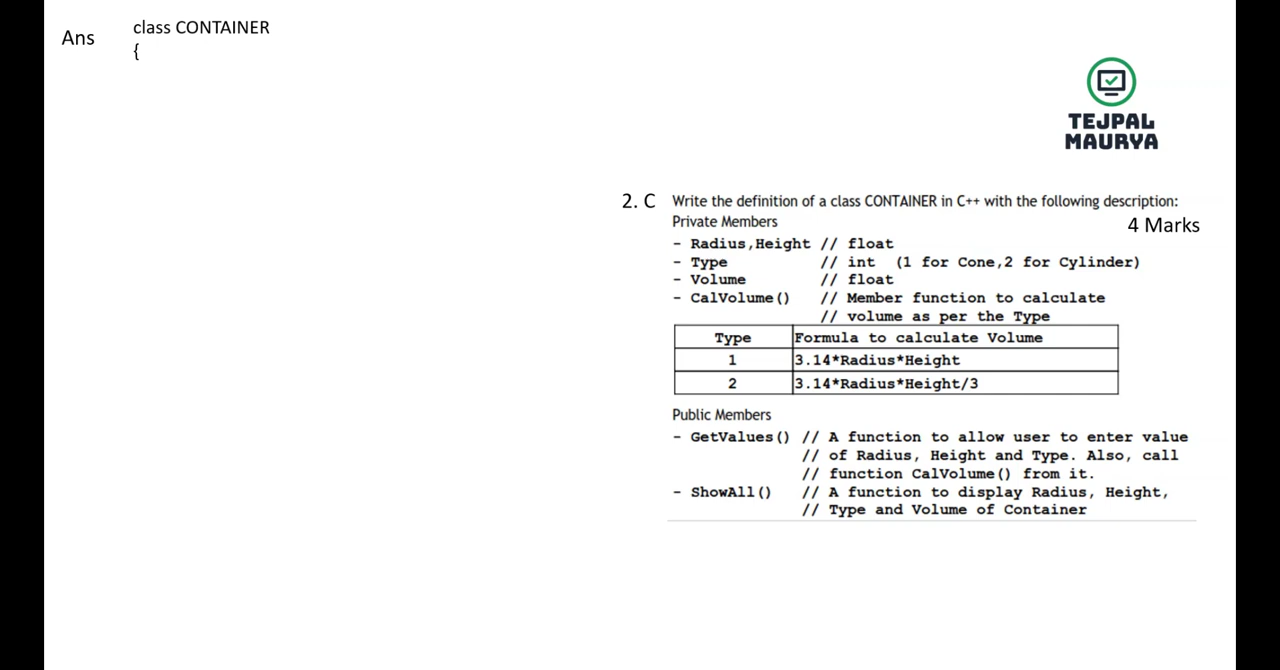 Ans
class CONTAINER
{
TEJPAL
MAURYA
2. C Write the definition of a class CONTAINER in C++ with the following description:
Private Members
4 Marks
- Radius,Height // float
- Type // int (1 for Cone,2 for Cylinder)
- Volume // float
- CalVolume() // Member function to calculate
// volume as per the Type
Type Formula to calculate Volume
1 3.14*Radius*Height
2 3.14*Radius*Height/3
Public Members
- GetValues() // A function to allow user to enter value
// of Radius, Height and Type. Also, call
// function CalVolume() from it.
- ShowAll() // A function to display Radius, Height,
// Type and Volume of Container